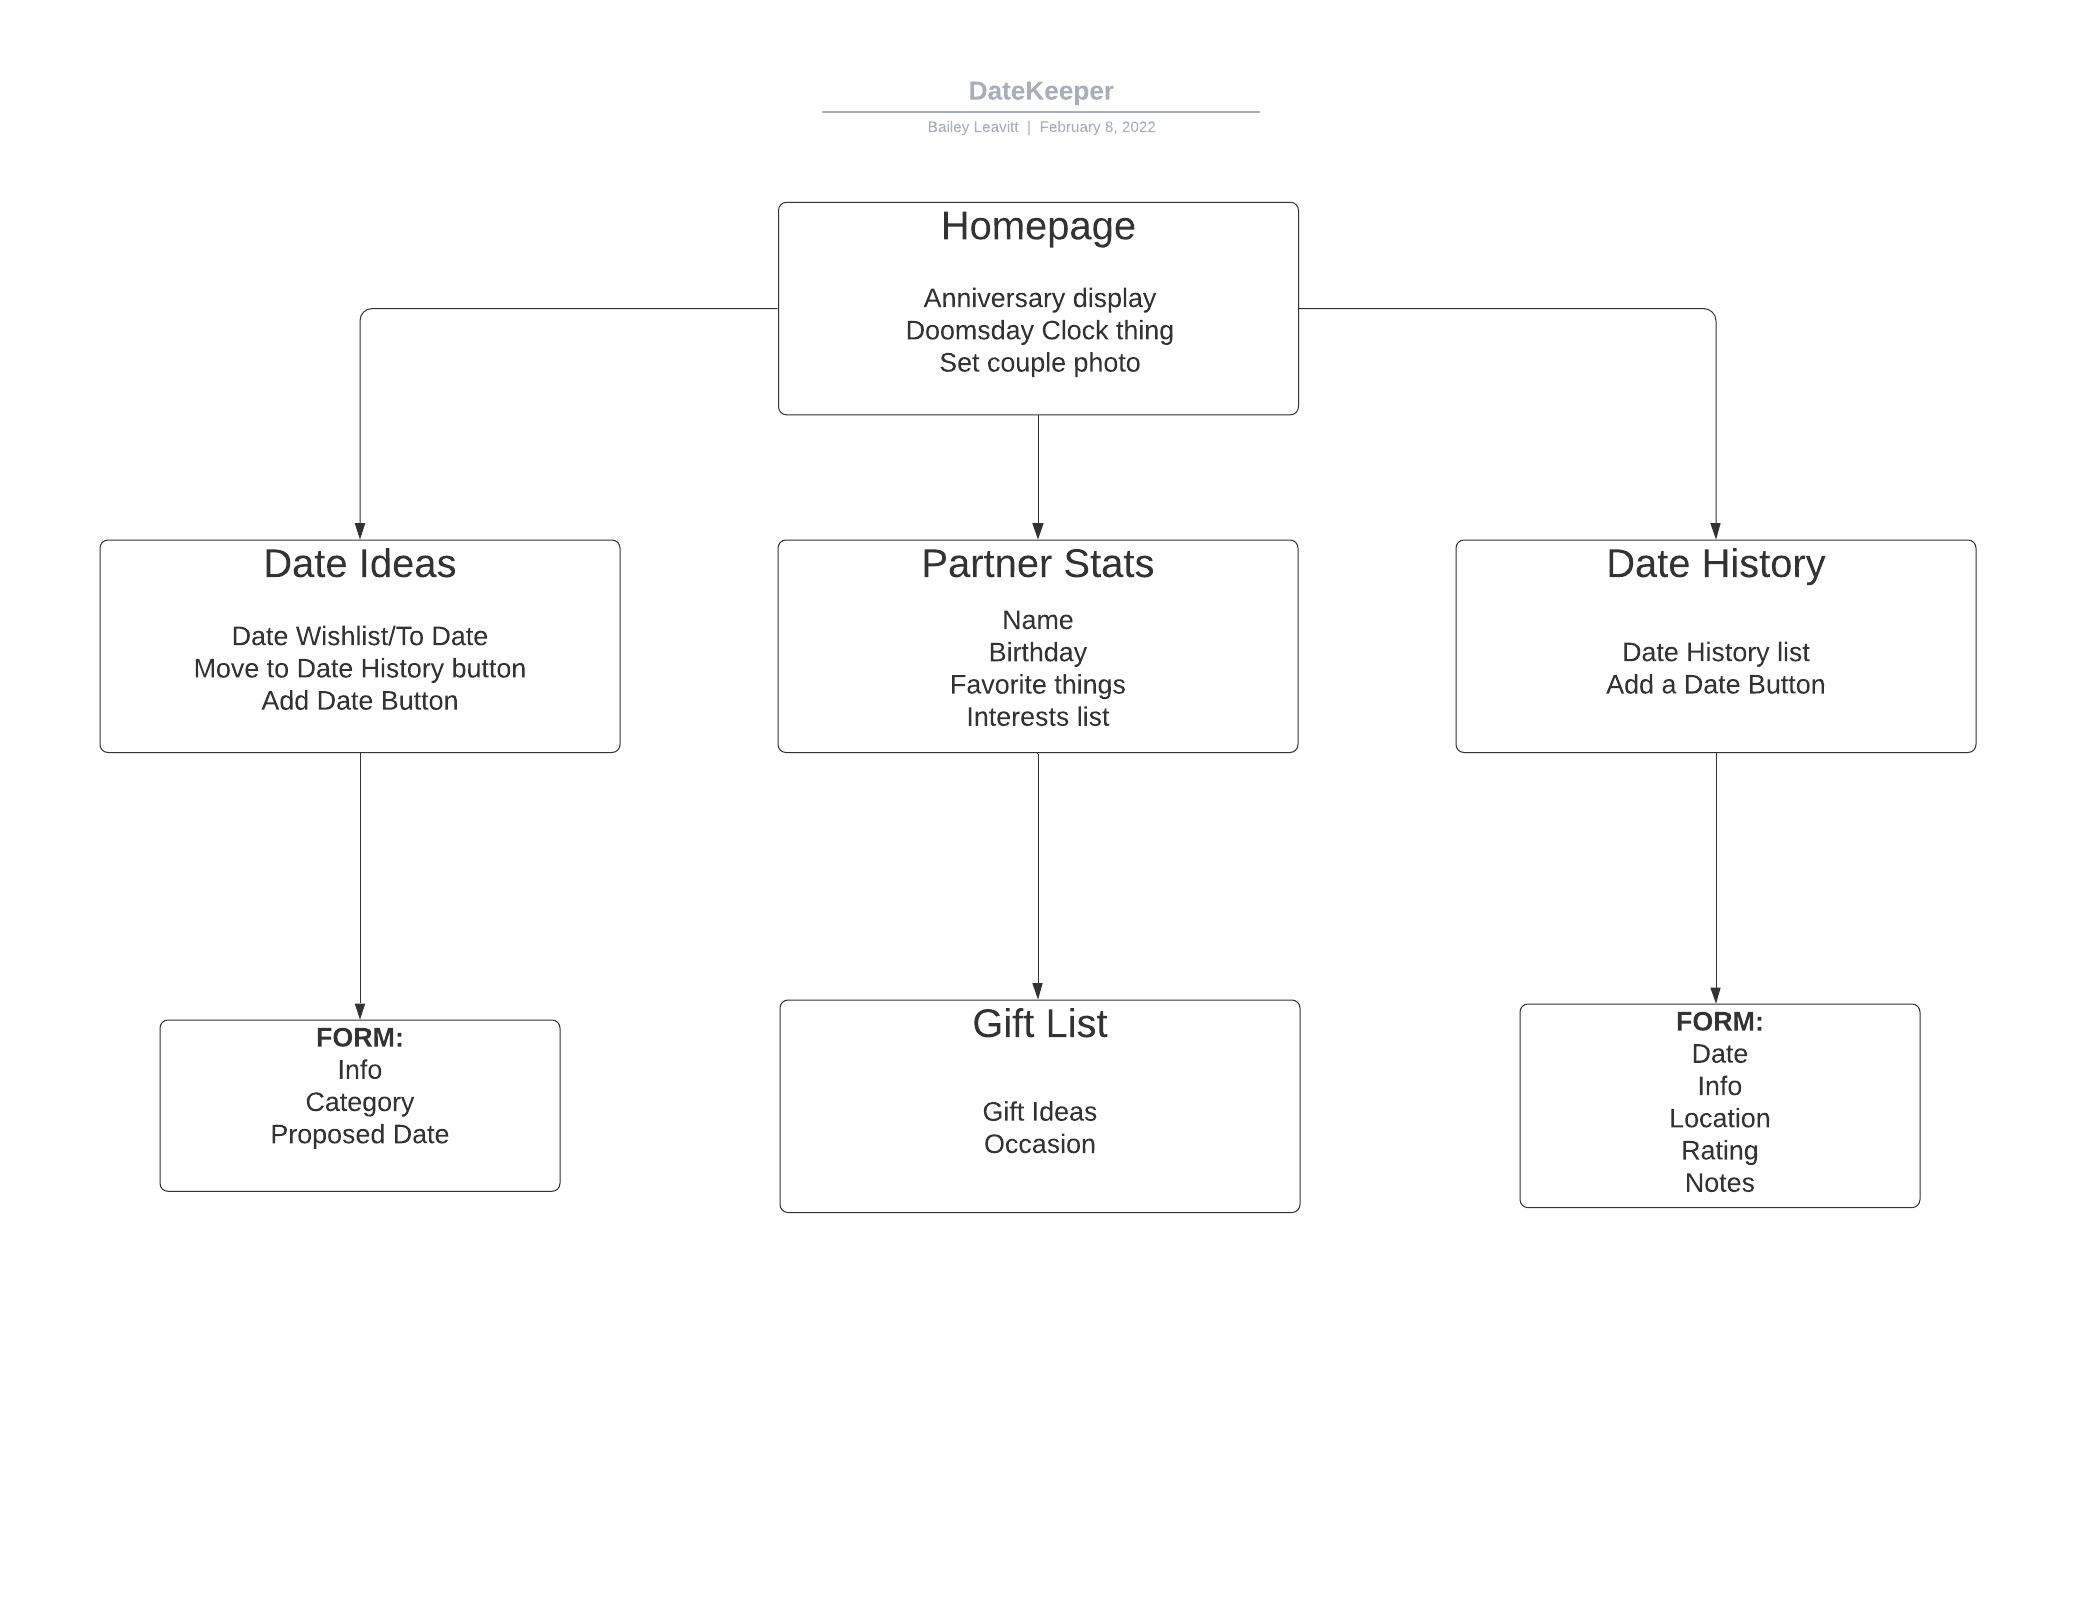 DateKeeper
Bailey Leavitt | February 8, 2022
Homepage
Anniversary display
Doomsday Clock thing
Set couple photo
Date Ideas
Date Wishlist/To Date
Move to Date History button
Add Date Button
Partner Stats
Name
Birthday
Favorite things
Interests list
Date History
Date History list
Add a Date Button
FORM:
Info
Category
Proposed Date
Gift List
Gift Ideas
Occasion
FORM:
Date
Info
Location
Rating
Notes